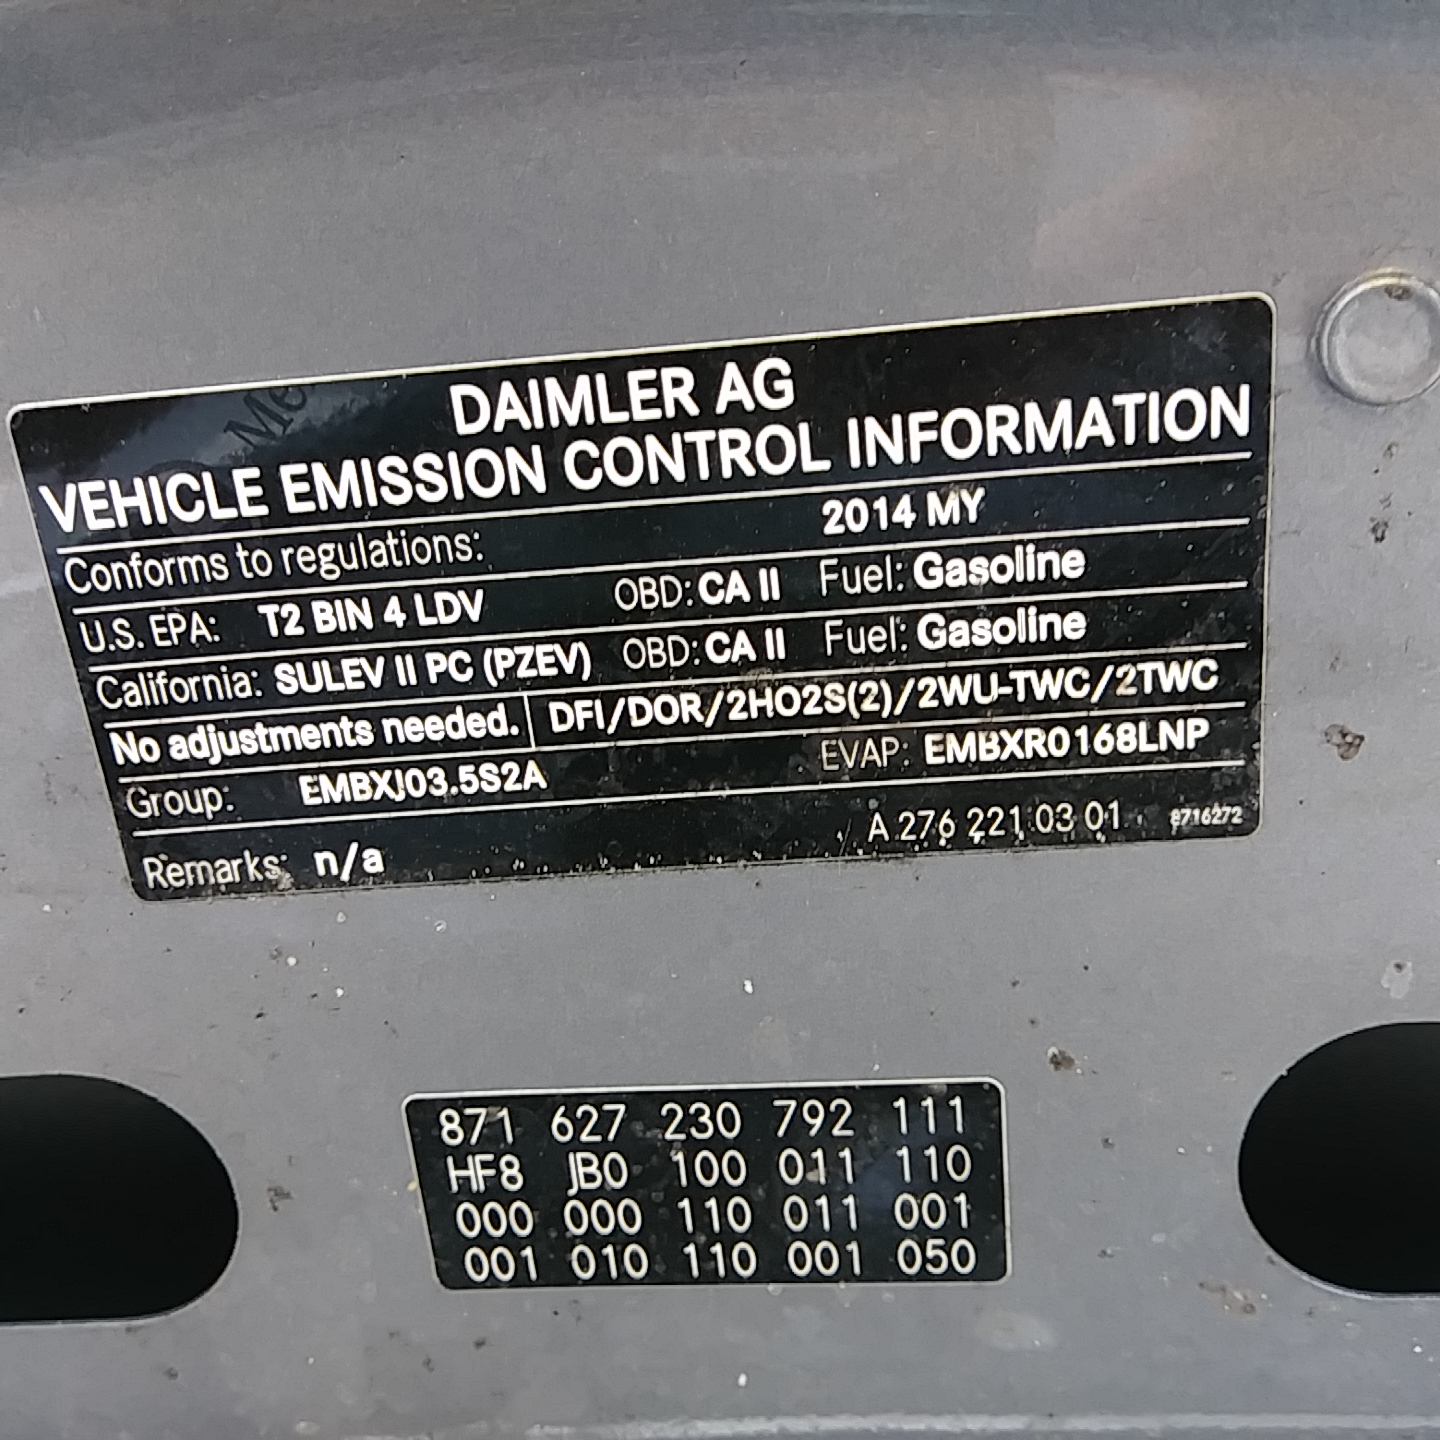 DAIMLER AG
VEHICLE EMISSION CONTROL INFORMATION
Conforms to regulations: 2014 MY
U.S. EPA: T2 BIN 4 LDV OBD: CA II Fuel: Gasoline
California: SULEV II PC (PZEV) OBD: CA II Fuel: Gasoline
No adjustments needed. DFI/DOR/2HO2S(2)/2WU-TWC/2TWC
Group: EMBXJ03.5S2A EVAP: EMBXR0168LNP
Remarks: n/a A 276 221 03 01 8716272
871 627 230 792 111
HF8 JB0 100 011 110
000 000 110 011 001
001 010 110 001 050